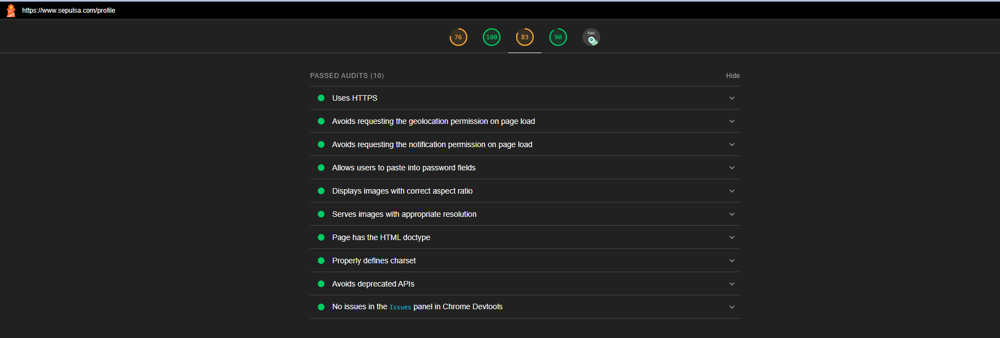 https://www.sepulsa.com/profile
76 100 83 90 PWA
PASSED AUDITS (10) Hide
Uses HTTPS
Avoids requesting the geolocation permission on page load
Avoids requesting the notification permission on page load
Allows users to paste into password fields
Displays images with correct aspect ratio
Serves images with appropriate resolution
Page has the HTML doctype
Properly defines charset
Avoids deprecated APIs
No issues in the Issues panel in Chrome Devtools